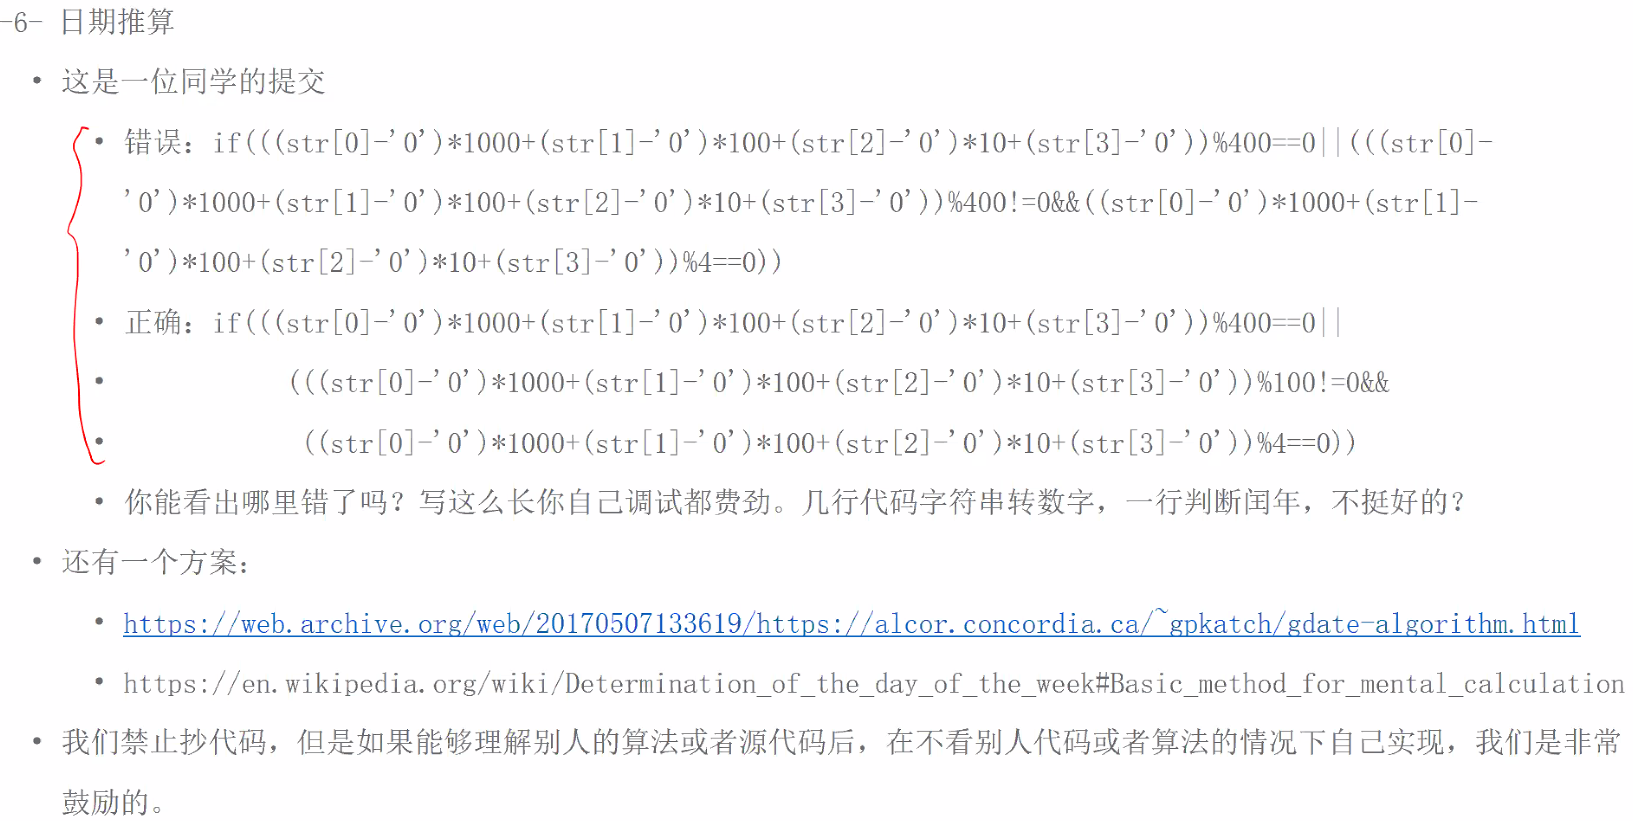 -6- 日期推算
• 这是一位同学的提交
• 错误：if(((str[0]-'0')*1000+(str[1]-'0')*100+(str[2]-'0')*10+(str[3]-'0'))%400==0||(((str[0]-
'0')*1000+(str[1]-'0')*100+(str[2]-'0')*10+(str[3]-'0'))%400!=0&&((str[0]-'0')*1000+(str[1]-
'0')*100+(str[2]-'0')*10+(str[3]-'0'))%4==0))
• 正确：if(((str[0]-'0')*1000+(str[1]-'0')*100+(str[2]-'0')*10+(str[3]-'0'))%400==0||
• (((str[0]-'0')*1000+(str[1]-'0')*100+(str[2]-'0')*10+(str[3]-'0'))%100!=0&&
• ((str[0]-'0')*1000+(str[1]-'0')*100+(str[2]-'0')*10+(str[3]-'0'))%4==0))
• 你能看出哪里错了吗？写这么长你自己调试都费劲。几行代码字符串转数字，一行判断闰年，不挺好的？
• 还有一个方案：
• https://web.archive.org/web/20170507133619/https://alcor.concordia.ca/~gpkatch/gdate-algorithm.html
• https://en.wikipedia.org/wiki/Determination_of_the_day_of_the_week#Basic_method_for_mental_calculation
• 我们禁止抄代码，但是如果能够理解别人的算法或者源代码后，在不看别人代码或者算法的情况下自己实现，我们是非常
鼓励的。